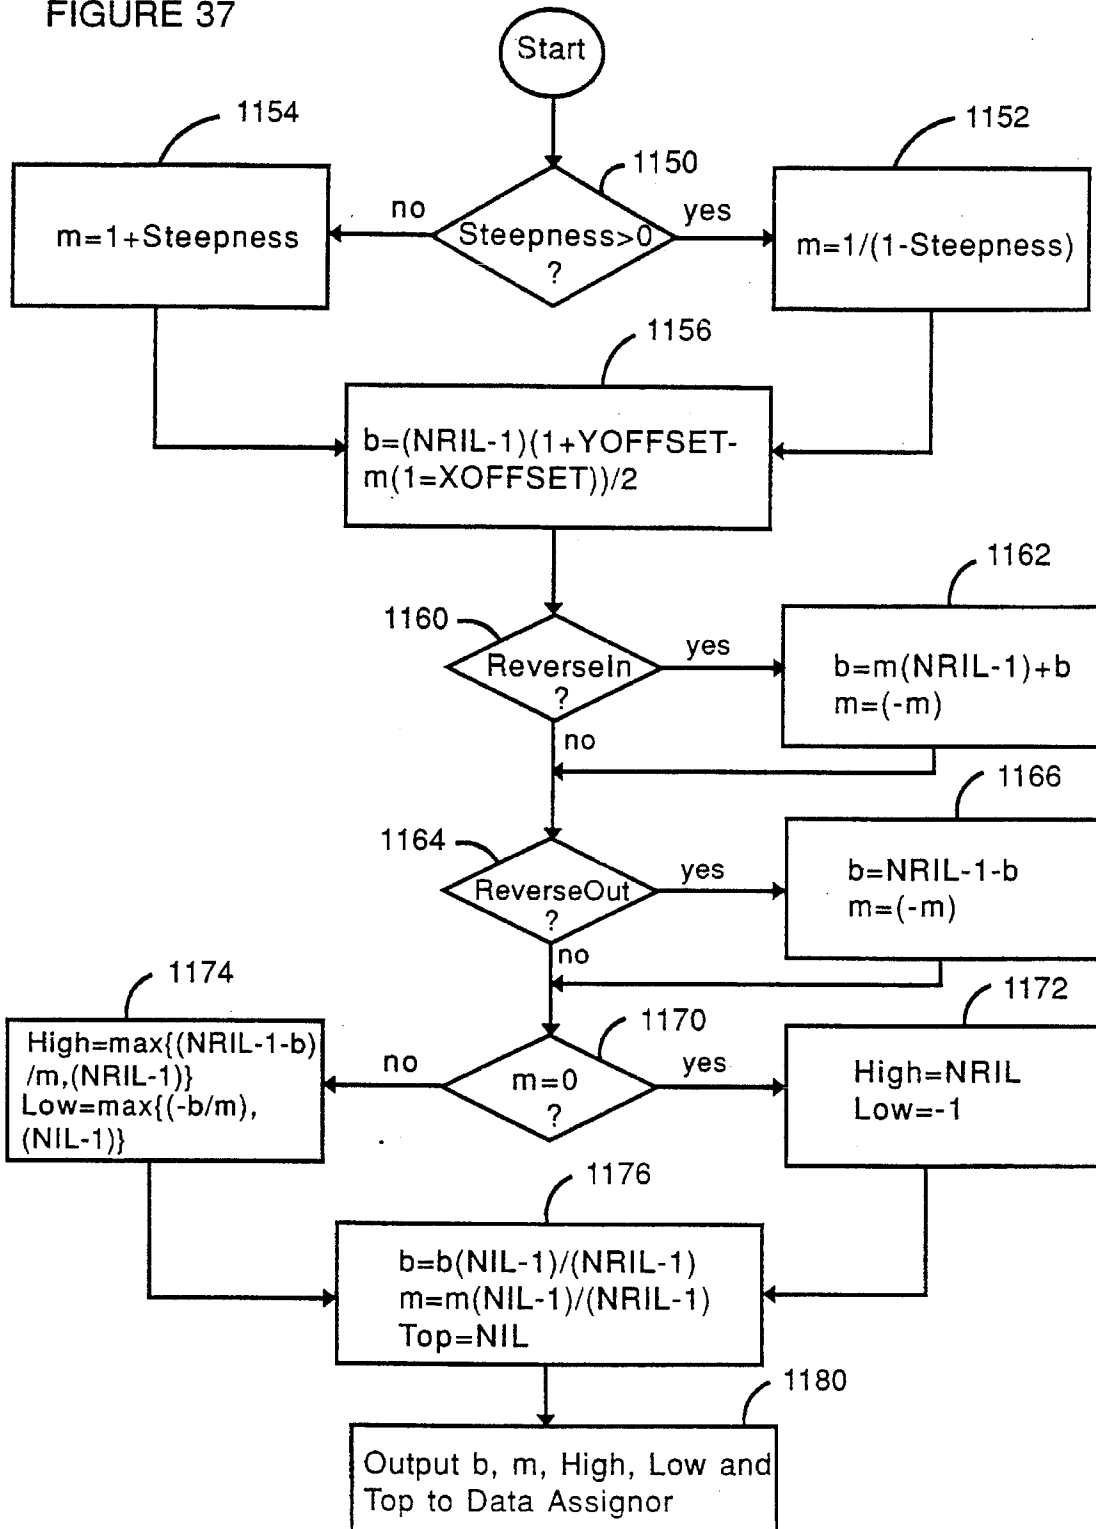 FIGURE 37
Start
1154
1152
1150
no
yes
m=1+Steepness
Steepness>0
?
m=1/(1-Steepness)
1156
b=(NRIL-1)(1+YOFFSET-
m(1=XOFFSET))/2
1162
1160
yes
ReverseIn
?
b=m(NRIL-1)+b
m=(-m)
no
1166
1164
yes
ReverseOut
?
b=NRIL-1-b
m=(-m)
no
1174
1172
1170
High=max{(NRIL-1-b)
/m,(NRIL-1)}
Low=max{(-b/m),
(NIL-1)}
no
m=0
?
yes
High=NRIL
Low=-1
1176
b=b(NIL-1)/(NRIL-1)
m=m(NIL-1)/(NRIL-1)
Top=NIL
1180
Output b, m, High, Low and
Top to Data Assignor